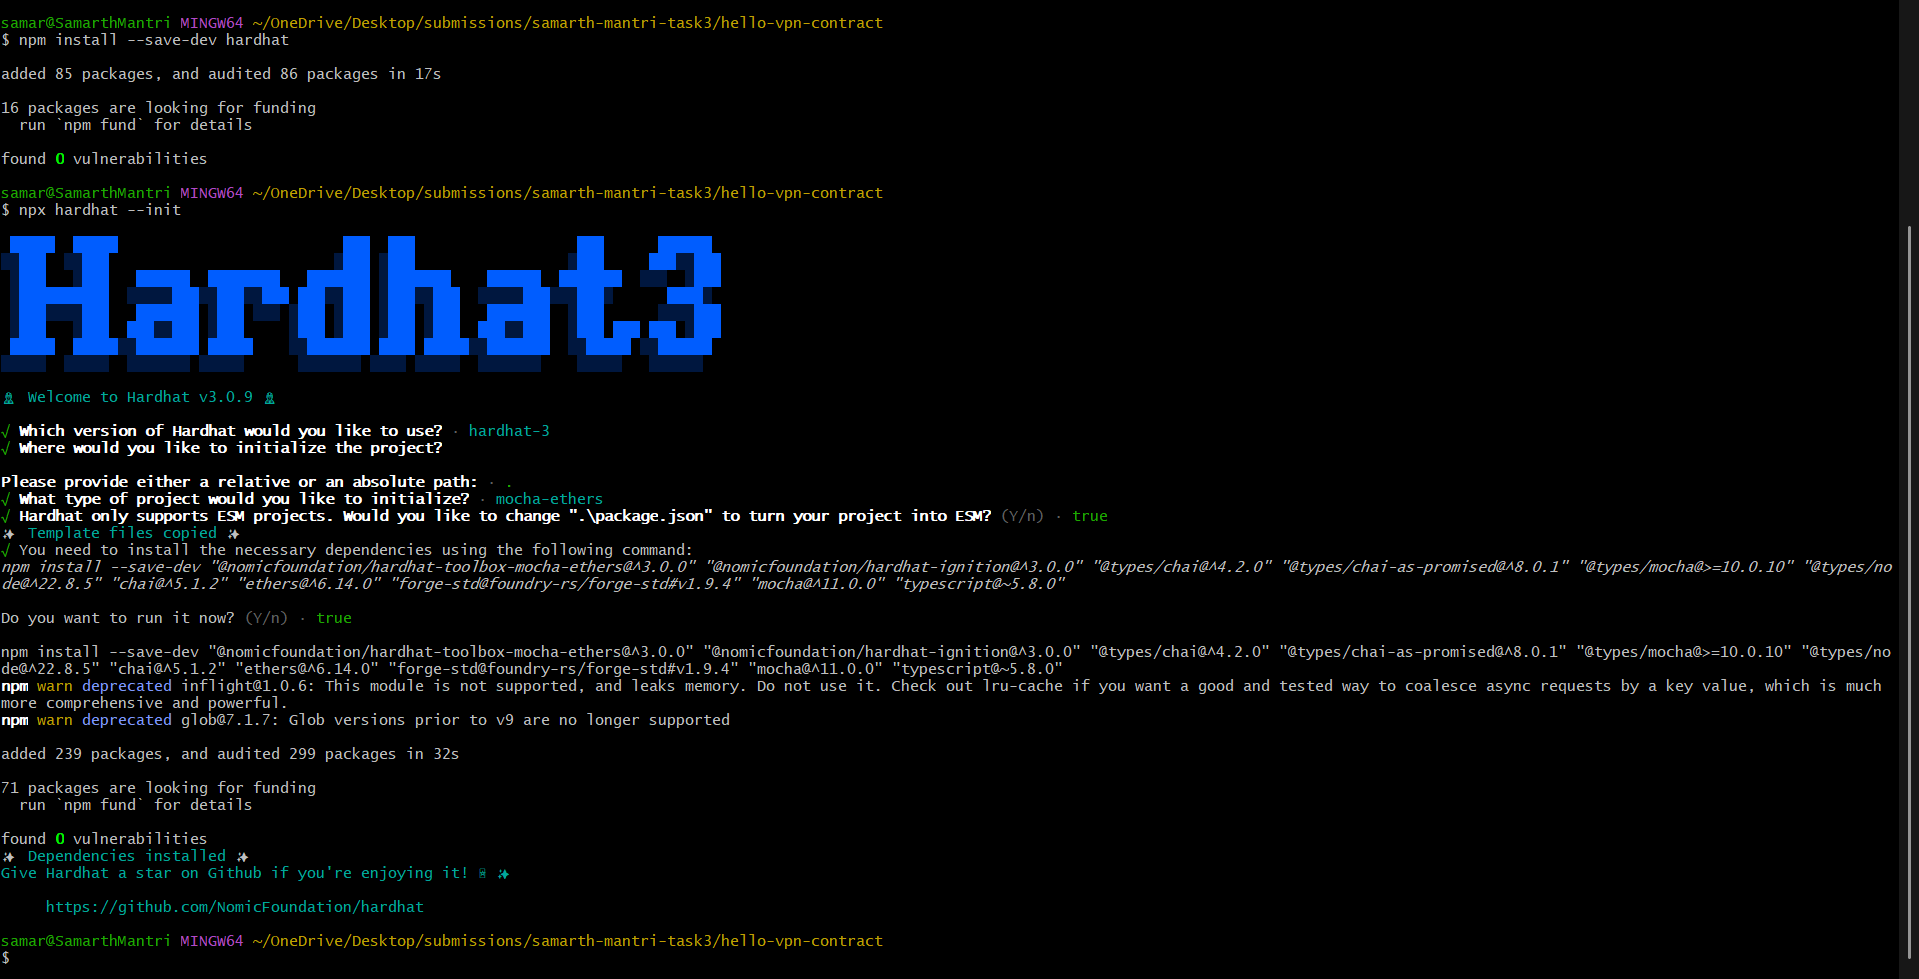 samar@SamarthMantri MINGW64 ~/OneDrive/Desktop/submissions/samarth-mantri-task3/hello-vpn-contract
$ npm install --save-dev hardhat
added 85 packages, and audited 86 packages in 17s
16 packages are looking for funding
  run `npm fund` for details
found 0 vulnerabilities
samar@SamarthMantri MINGW64 ~/OneDrive/Desktop/submissions/samarth-mantri-task3/hello-vpn-contract
$ npx hardhat --init
Hardhat3
Welcome to Hardhat v3.0.9
√ Which version of Hardhat would you like to use? · hardhat-3
√ Where would you like to initialize the project?
Please provide either a relative or an absolute path: · .
√ What type of project would you like to initialize? · mocha-ethers
√ Hardhat only supports ESM projects. Would you like to change ".\package.json" to turn your project into ESM? (Y/n) · true
✨ Template files copied ✨
√ You need to install the necessary dependencies using the following command:
npm install --save-dev "@nomicfoundation/hardhat-toolbox-mocha-ethers@^3.0.0" "@nomicfoundation/hardhat-ignition@^3.0.0" "@types/chai@^4.2.0" "@types/chai-as-promised@^8.0.1" "@types/mocha@>=10.0.10" "@types/no
de@^22.8.5" "chai@^5.1.2" "ethers@^6.14.0" "forge-std@foundry-rs/forge-std#v1.9.4" "mocha@^11.0.0" "typescript@~5.8.0"
Do you want to run it now? (Y/n) · true
npm install --save-dev "@nomicfoundation/hardhat-toolbox-mocha-ethers@^3.0.0" "@nomicfoundation/hardhat-ignition@^3.0.0" "@types/chai@^4.2.0" "@types/chai-as-promised@^8.0.1" "@types/mocha@>=10.0.10" "@types/no
de@^22.8.5" "chai@^5.1.2" "ethers@^6.14.0" "forge-std@foundry-rs/forge-std#v1.9.4" "mocha@^11.0.0" "typescript@~5.8.0"
npm warn deprecated inflight@1.0.6: This module is not supported, and leaks memory. Do not use it. Check out lru-cache if you want a good and tested way to coalesce async requests by a key value, which is much
more comprehensive and powerful.
npm warn deprecated glob@7.1.7: Glob versions prior to v9 are no longer supported
added 239 packages, and audited 299 packages in 32s
71 packages are looking for funding
  run `npm fund` for details
found 0 vulnerabilities
✨ Dependencies installed ✨
Give Hardhat a star on Github if you're enjoying it! ✨
     https://github.com/NomicFoundation/hardhat
samar@SamarthMantri MINGW64 ~/OneDrive/Desktop/submissions/samarth-mantri-task3/hello-vpn-contract
$